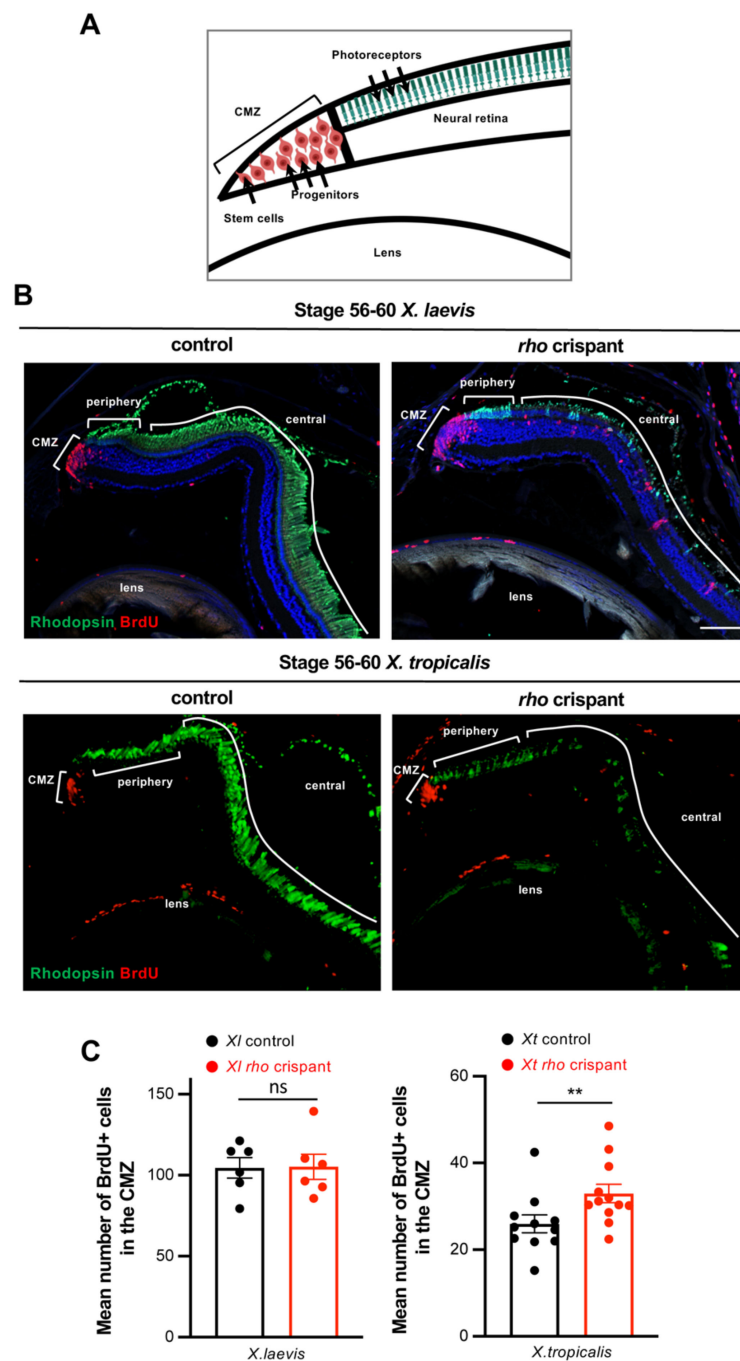 A
Photoreceptors
CMZ
Neural retina
Progenitors
Stem cells
Lens
B
Stage 56-60 X. laevis
control
rho crispant
periphery
central
CMZ
lens
Rhodopsin BrdU
periphery
central
CMZ
lens
Stage 56-60 X. tropicalis
control
rho crispant
CMZ
periphery
central
lens
Rhodopsin BrdU
periphery
CMZ
central
lens
Rhodopsin BrdU
C
Xl control
Xl rho crispant
ns
150
100
50
0
Mean number of BrdU+ cells
in the CMZ
X.laevis
Xt control
Xt rho crispant
**
60
40
20
0
Mean number of BrdU+ cells
in the CMZ
X.tropicalis